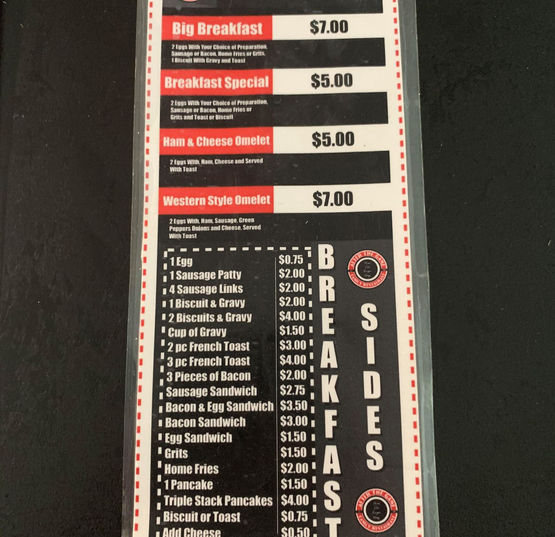 Big Breakfast $7.00
2 Eggs With Your Choice of Preparation,
Sausage or Bacon, Home Fries or Grits,
1 Biscuit With Gravy and Toast
Breakfast Special $5.00
2 Eggs With Your Choice of Preparation,
Sausage or Bacon, Home Fries or
Grits and Toast or Biscuit
Ham & Cheese Omelet $5.00
2 Eggs With, Ham, Cheese and Served
With Toast
Western Style Omelet $7.00
2 Eggs With, Ham, Sausage, Green
Peppers Onions and Cheese, Served
With Toast
BREAKFAST
SIDES
1 Egg $0.75
1 Sausage Patty $2.00
4 Sausage Links $2.00
1 Biscuit & Gravy $2.00
2 Biscuits & Gravy $4.00
Cup of Gravy $1.50
2 pc French Toast $3.00
3 pc French Toast $4.00
3 Pieces of Bacon $2.00
Sausage Sandwich $2.75
Bacon & Egg Sandwich $3.50
Bacon Sandwich $3.00
Egg Sandwich $1.50
Grits $1.50
Home Fries $2.00
1 Pancake $1.50
Triple Stack Pancakes $4.00
Biscuit or Toast $0.75
Add Cheese $0.50